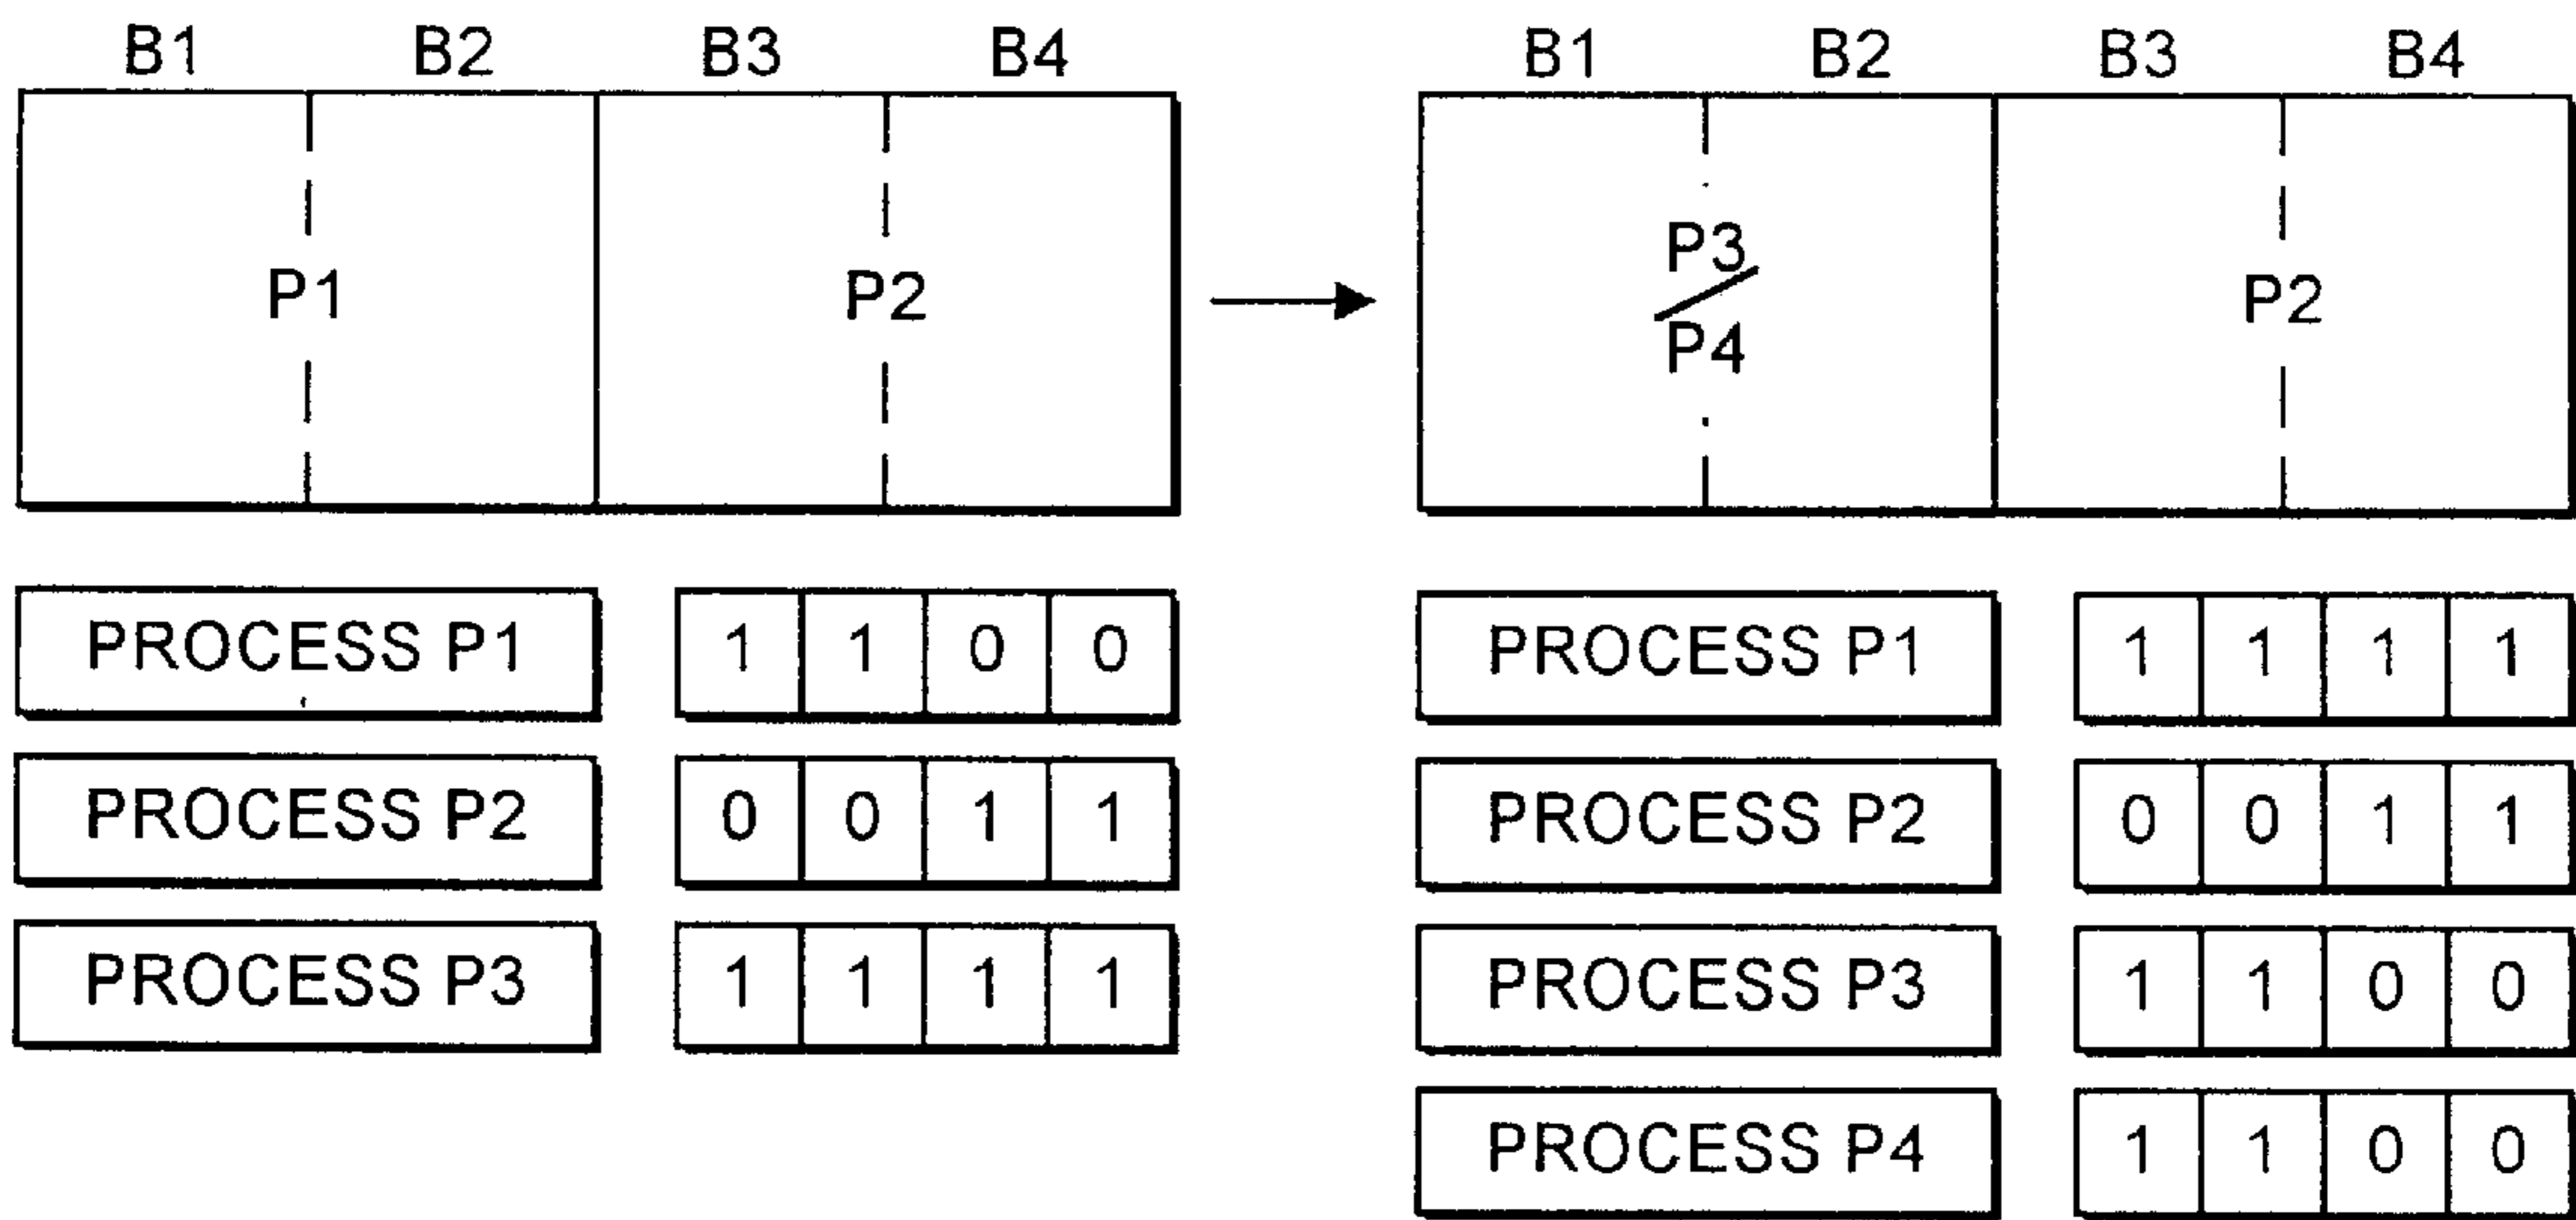 B1 B2 B3 B4
P1 P2
PROCESS P1 1 1 0 0
PROCESS P2 0 0 1 1
PROCESS P3 1 1 1 1
B1 B2 B3 B4
P3
P4
P2
PROCESS P1 1 1 1 1
PROCESS P2 0 0 1 1
PROCESS P3 1 1 0 0
PROCESS P4 1 1 0 0